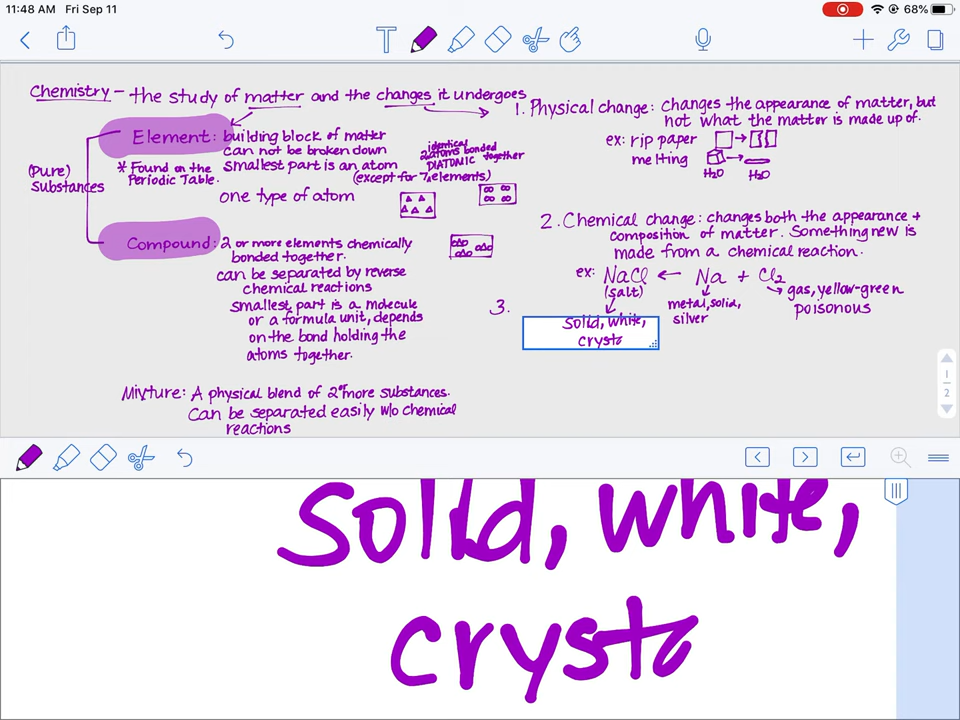 11:48 AM Fri Sep 11
68%
Chemistry – the study of matter and the changes it undergoes
Element: building block of matter
can not be broken down
smallest part is an atom
(except for 7 elements)
identical
2 atoms bonded together
DIATONIC
* Found on the
Periodic Table.
one type of atom
(Pure)
Substances
Compound: 2 or more elements chemically
bonded together.
can be separated by reverse
chemical reactions
smallest part is a molecule
or a formula unit, depends
on the bond holding the
atoms together.
Mixture: A physical blend of 2 or more substances.
Can be separated easily w/o chemical
reactions
1. Physical change: changes the appearance of matter, but
not what the matter is made up of.
ex: rip paper
melting
H2O H2O
2. Chemical change: changes both the appearance +
composition of matter. Something new is
made from a chemical reaction.
ex: NaCl ← Na + Cl2
(salt)
metal, solid,
silver
gas, yellow-green
poisonous
3.
solid, white,
crysta
1
2
solid, white,
crysta